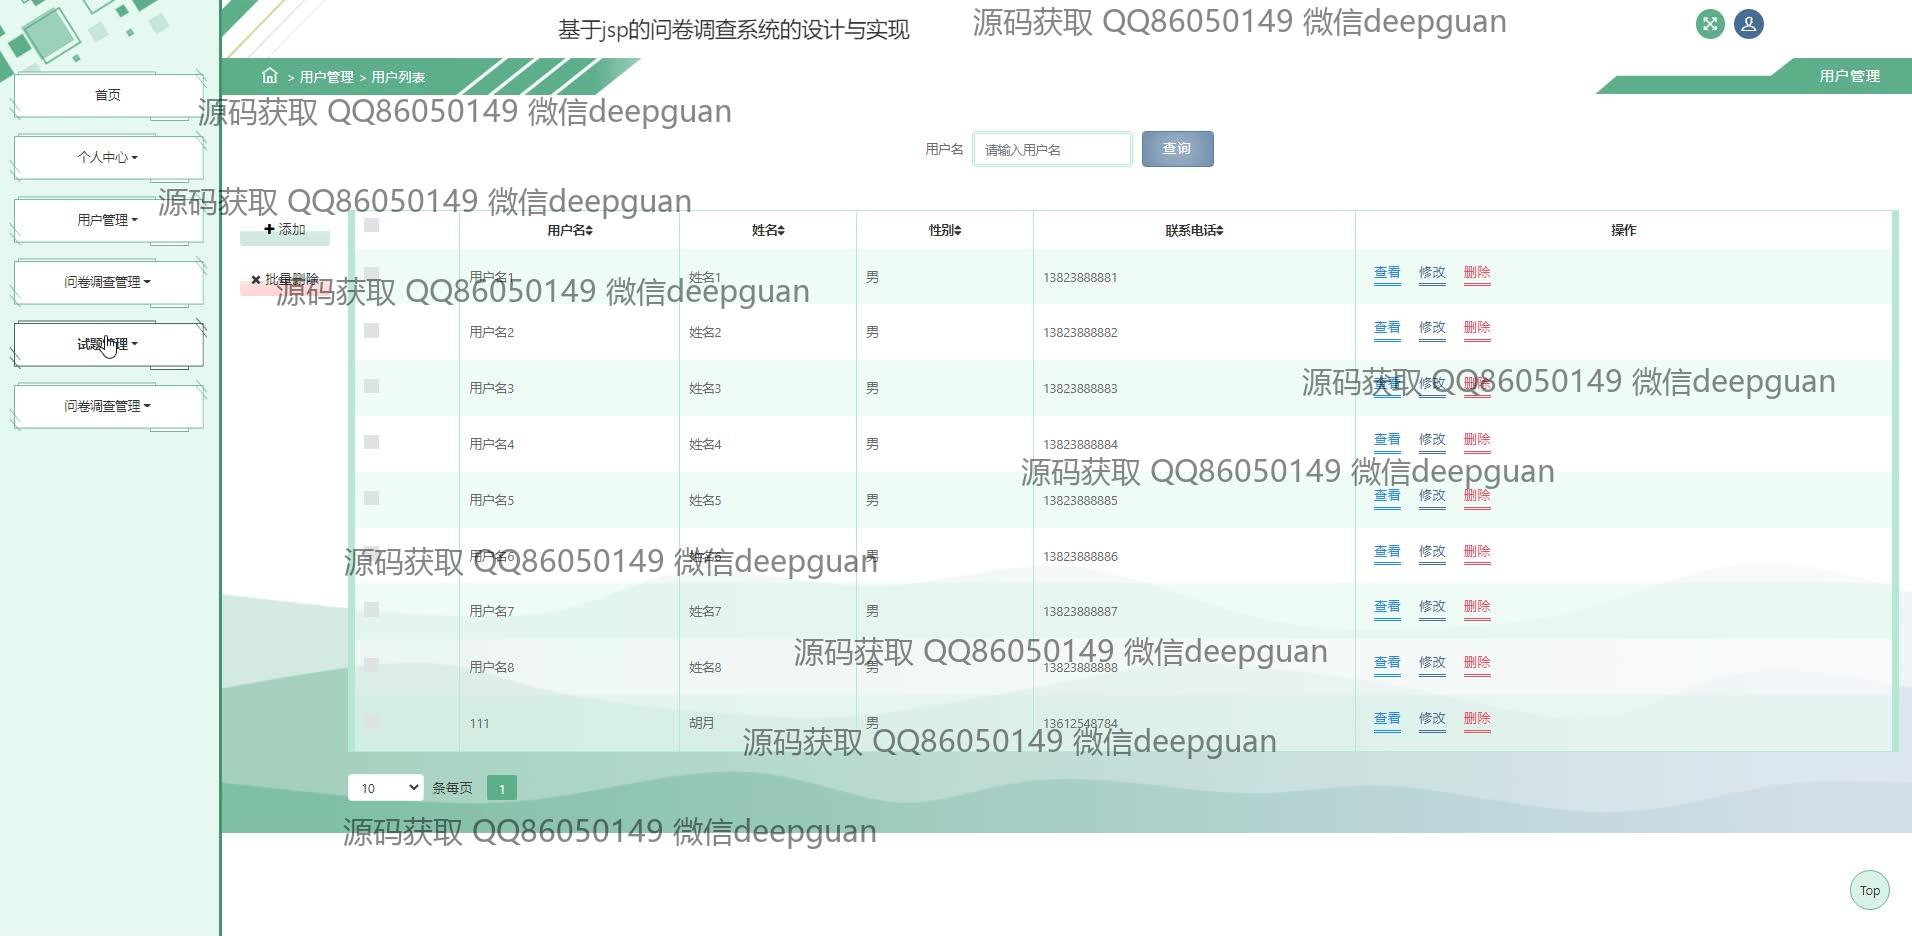 基于jsp的问卷调查系统的设计与实现
源码获取 QQ86050149 微信deepguan
> 用户管理 > 用户列表
用户管理
首页
个人中心
用户管理
问卷调查管理
试题管理
问卷调查管理
源码获取 QQ86050149 微信deepguan
用户名 请输入用户名 查询
源码获取 QQ86050149 微信deepguan
添加
批量删除
用户名 姓名 性别 联系电话 操作
用户名1 姓名1 男 13823888881 查看 修改 删除
源码获取 QQ86050149 微信deepguan
用户名2 姓名2 男 13823888882 查看 修改 删除
用户名3 姓名3 男 13823888883 查看 修改 删除
源码获取 QQ86050149 微信deepguan
用户名4 姓名4 男 13823888884 查看 修改 删除
源码获取 QQ86050149 微信deepguan
用户名5 姓名5 男 13823888885 查看 修改 删除
用户名6 姓名6 男 13823888886 查看 修改 删除
源码获取 QQ86050149 微信deepguan
用户名7 姓名7 男 13823888887 查看 修改 删除
源码获取 QQ86050149 微信deepguan
用户名8 姓名8 男 13823888888 查看 修改 删除
111 胡月 男 13612548784 查看 修改 删除
源码获取 QQ86050149 微信deepguan
10 条每页 1
源码获取 QQ86050149 微信deepguan
Top